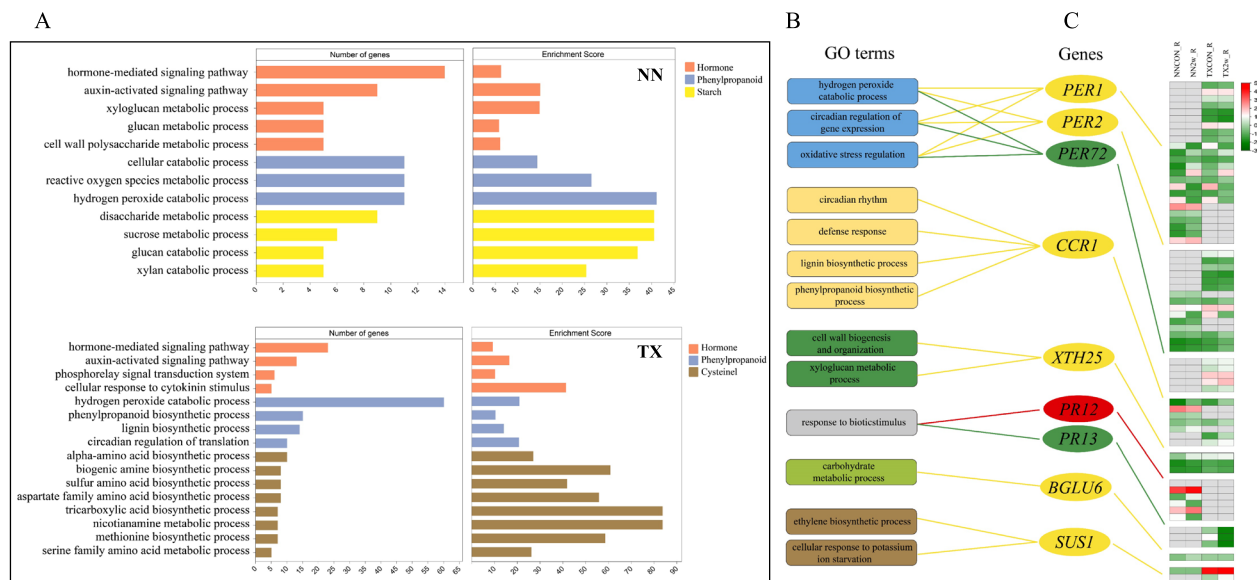 A
B
C
Number of genes
Enrichment Score
NN
hormone-mediated signaling pathway
auxin-activated signaling pathway
xyloglucan metabolic process
glucan metabolic process
cell wall polysaccharide metabolic process
cellular catabolic process
reactive oxygen species metabolic process
hydrogen peroxide catabolic process
disaccharide metabolic process
sucrose metabolic process
glucan catabolic process
xylan catabolic process
0 2 4 6 8 10 12 14
0 5 10 15 20 25 30 35 40 45
Hormone
Phenylpropanoid
Starch
Number of genes
Enrichment Score
TX
hormone-mediated signaling pathway
auxin-activated signaling pathway
phosphorelay signal transduction system
cellular response to cytokinin stimulus
hydrogen peroxide catabolic process
phenylpropanoid biosynthetic process
lignin biosynthetic process
circadian regulation of translation
alpha-amino acid biosynthetic process
biogenic amine biosynthetic process
sulfur amino acid biosynthetic process
aspartate family amino acid biosynthetic process
tricarboxylic acid biosynthetic process
nicotianamine metabolic process
methionine biosynthetic process
serine family amino acid metabolic process
0 5 10 15 20 25 30 35 40 45 50 55 60 65
0 10 20 30 40 50 60 70 80 90
Hormone
Phenylpropanoid
Cysteinel
GO terms
hydrogen peroxide
catabolic process
circadian regulation of
gene expression
oxidative stress regulation
circadian rhythm
defense response
lignin biosynthetic process
phenylpropanoid biosynthetic
process
cell wall biogenesis
and organization
xyloglucan metabolic
process
response to bioticstimulus
carbohydrate
metabolic process
ethylene biosynthetic process
cellular response to potassium
ion starvation
Genes
PER1
PER2
PER72
CCR1
XTH25
PR12
PR13
BGLU6
SUS1
NNCON_R
NN2w_R
TXCON_R
TX2w_R